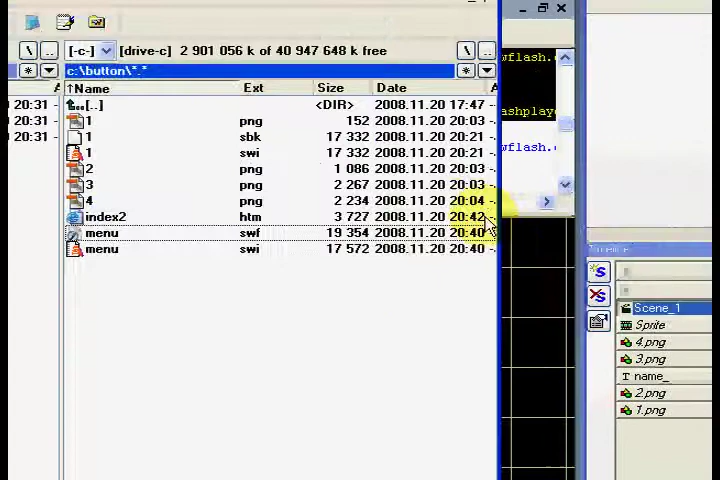 [-c-] [drive-c] 2 901 056 k of 40 947 648 k free \ ..
\ .. c:\button\*.* *
*
↑Name Ext Size Date
[..] <DIR> 2008.11.20 17:47 -.
20:31 1 png 152 2008.11.20 20:03 -.
20:31 1 sbk 17 332 2008.11.20 20:21 -.
1 swi 17 332 2008.11.20 20:21 -.
2 png 1 086 2008.11.20 20:03 -.
3 png 2 267 2008.11.20 20:03 -.
4 png 2 234 2008.11.20 20:04 -.
index2 htm 3 727 2008.11.20 20:42 -.
menu swf 19 354 2008.11.20 20:40 -.
menu swi 17 572 2008.11.20 20:40 -.
wflash.
ashplaye
wflash.
Scene_1
Sprite
4.png
3.png
T name_
2.png
1.png